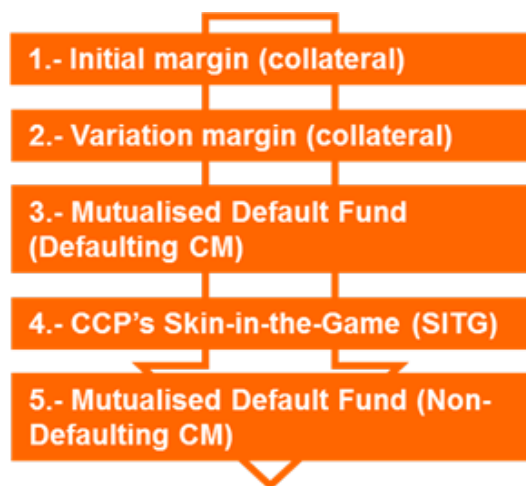 1.- Initial margin (collateral)
2.- Variation margin (collateral)
3.- Mutualised Default Fund
(Defaulting CM)
4.- CCP's Skin-in-the-Game (SITG)
5.- Mutualised Default Fund (Non-
Defaulting CM)